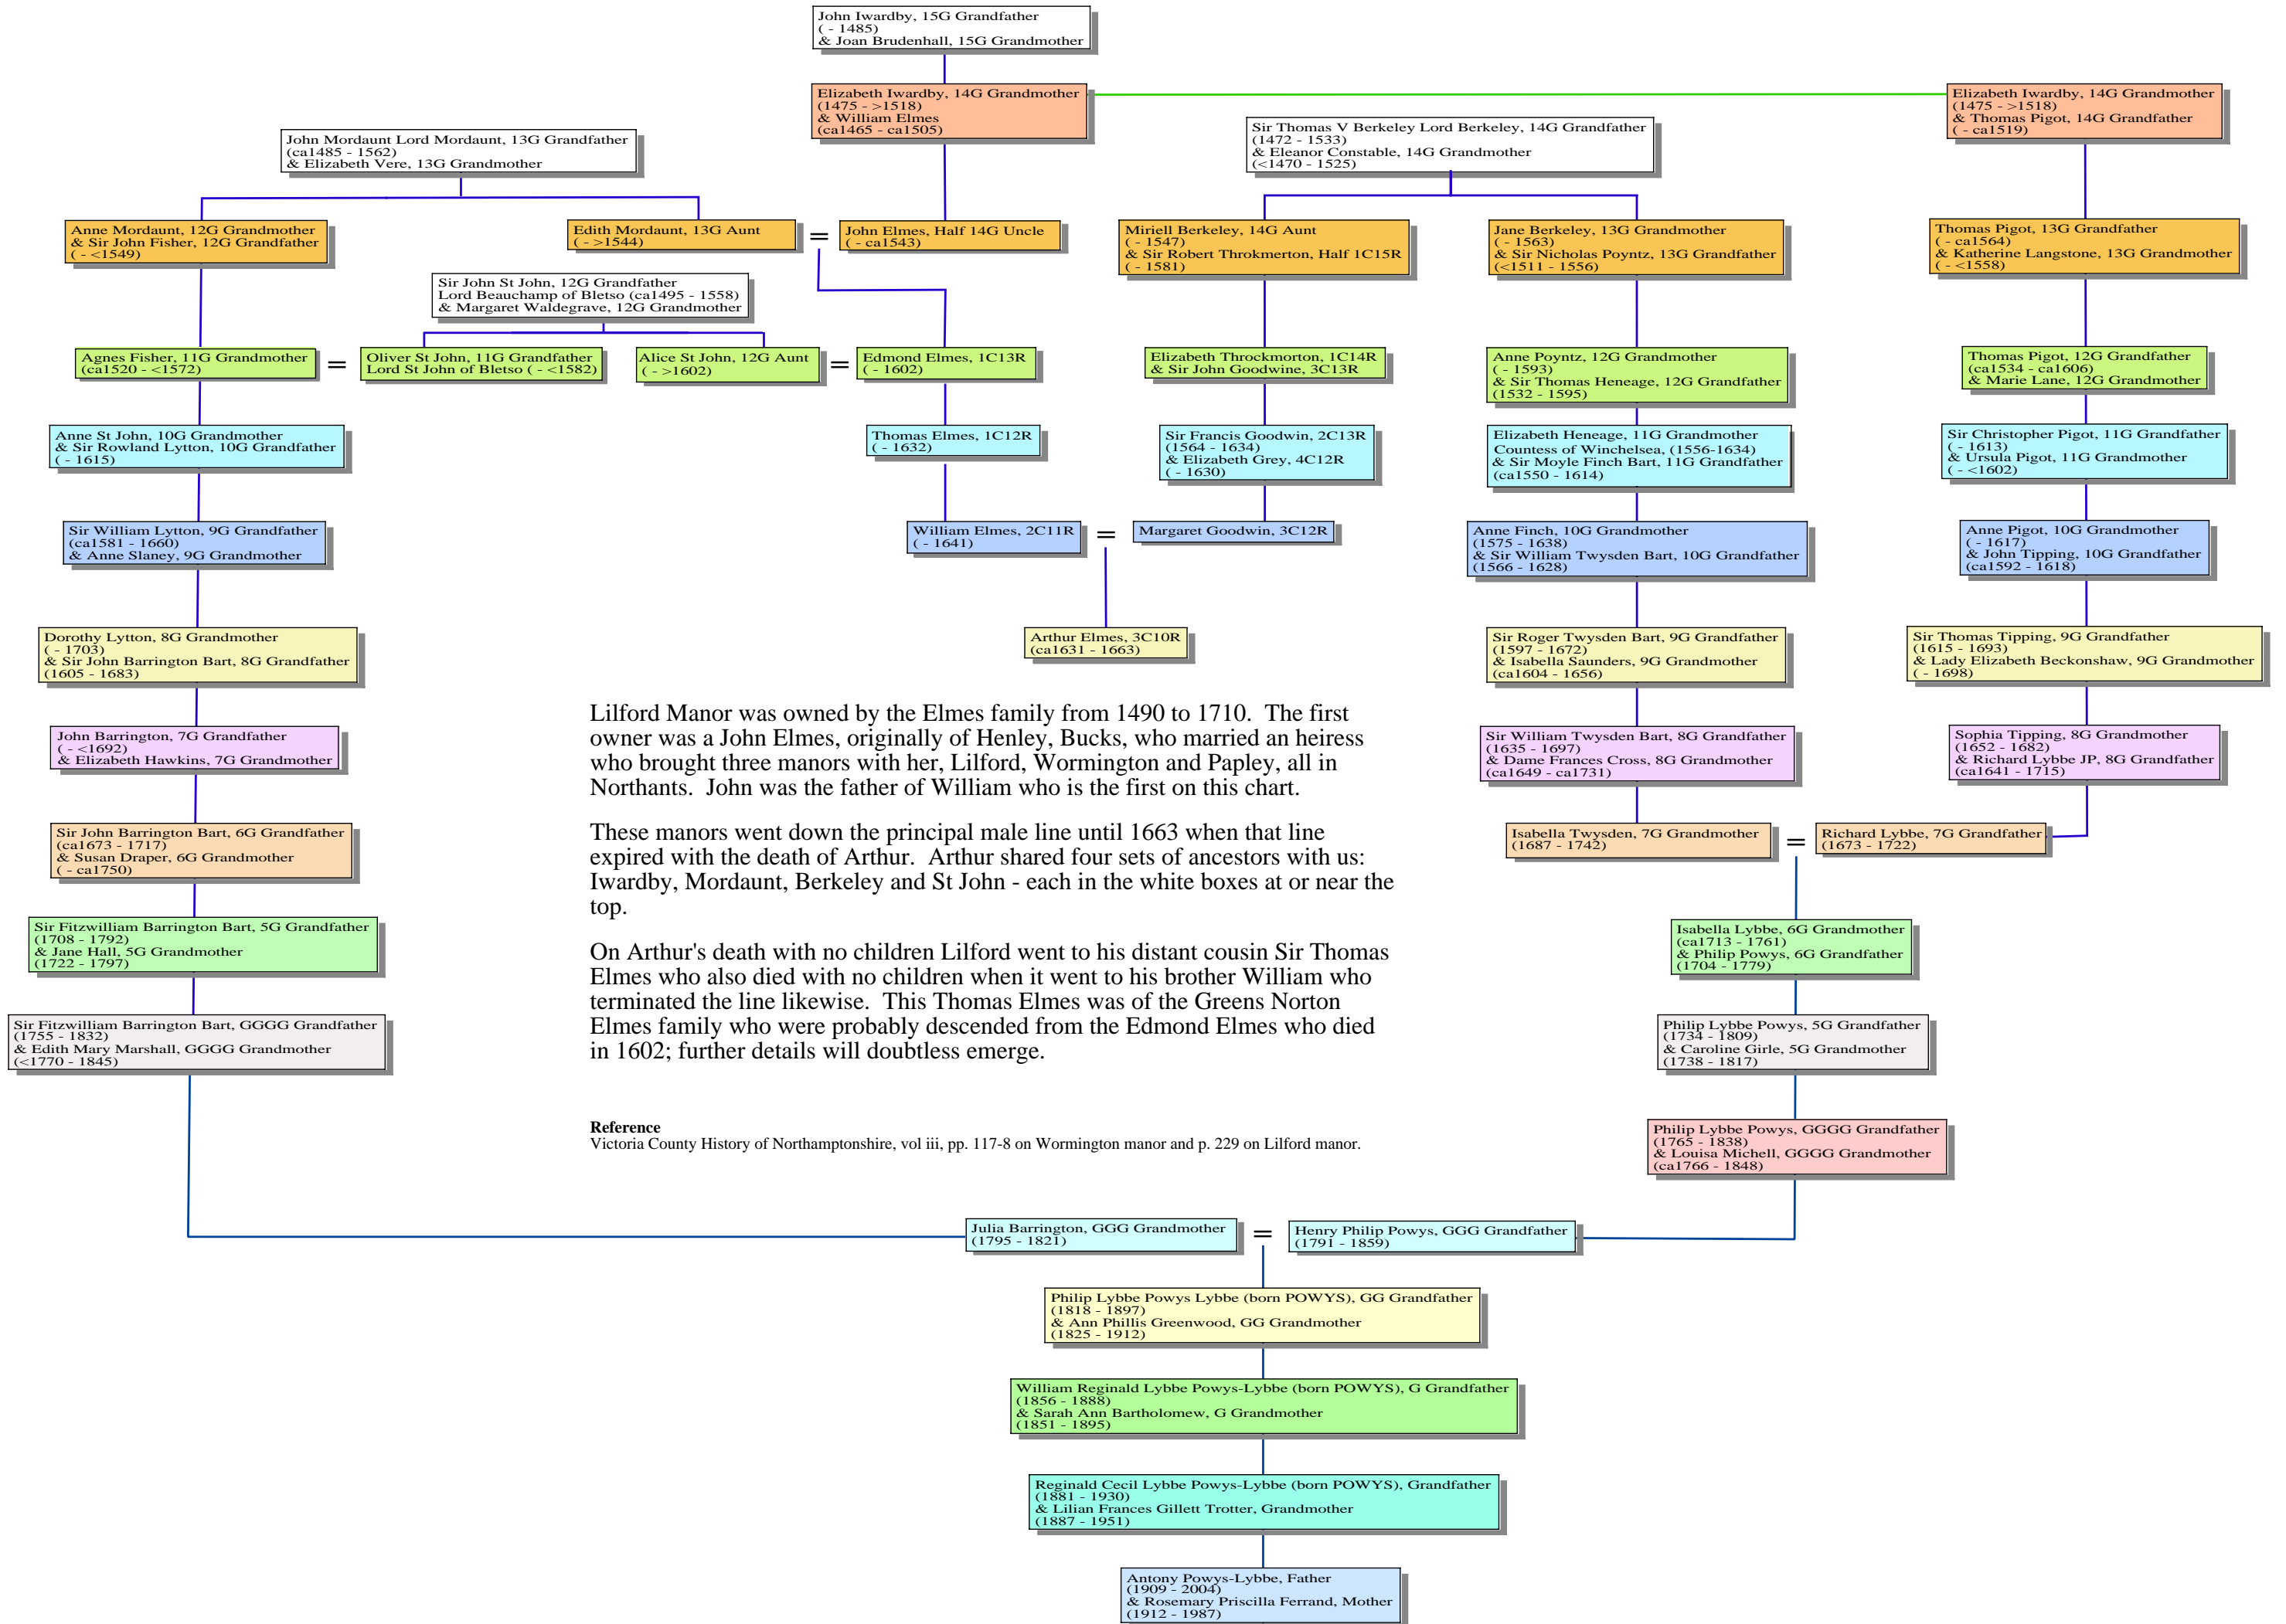 John Iwardby, 15G Grandfather
( - 1485)
& Joan Brudenhall, 15G Grandmother
Elizabeth Iwardby, 14G Grandmother
(1475 - >1518)
& William Elmes
(ca1465 - ca1505)
Elizabeth Iwardby, 14G Grandmother
(1475 - >1518)
& Thomas Pigot, 14G Grandfather
( - ca1519)
John Mordaunt Lord Mordaunt, 13G Grandfather
(ca1485 - 1562)
& Elizabeth Vere, 13G Grandmother
Sir Thomas V Berkeley Lord Berkeley, 14G Grandfather
(1472 - 1533)
& Eleanor Constable, 14G Grandmother
(<1470 - 1525)
Anne Mordaunt, 12G Grandmother
& Sir John Fisher, 12G Grandfather
( - <1549)
Edith Mordaunt, 13G Aunt
( - >1544)
=
John Elmes, Half 14G Uncle
( - ca1543)
Miriell Berkeley, 14G Aunt
( - 1547)
& Sir Robert Throkmerton, Half 1C15R
( - 1581)
Jane Berkeley, 13G Grandmother
( - 1563)
& Sir Nicholas Poyntz, 13G Grandfather
(<1511 - 1556)
Thomas Pigot, 13G Grandfather
( - ca1564)
& Katherine Langstone, 13G Grandmother
( - <1558)
Sir John St John, 12G Grandfather
Lord Beauchamp of Bletso (ca1495 - 1558)
& Margaret Waldegrave, 12G Grandmother
Agnes Fisher, 11G Grandmother
(ca1520 - <1572)
=
Oliver St John, 11G Grandfather
Lord St John of Bletso ( - <1582)
Alice St John, 12G Aunt
( - >1602)
=
Edmond Elmes, 1C13R
( - 1602)
Elizabeth Throckmorton, 1C14R
& Sir John Goodwine, 3C13R
Anne Poyntz, 12G Grandmother
( - 1593)
& Sir Thomas Heneage, 12G Grandfather
(1532 - 1595)
Thomas Pigot, 12G Grandfather
(ca1534 - ca1606)
& Marie Lane, 12G Grandmother
Anne St John, 10G Grandmother
& Sir Rowland Lytton, 10G Grandfather
( - 1615)
Thomas Elmes, 1C12R
( - 1632)
Sir Francis Goodwin, 2C13R
(1564 - 1634)
& Elizabeth Grey, 4C12R
( - 1630)
Elizabeth Heneage, 11G Grandmother
Countess of Winchelsea, (1556-1634)
& Sir Moyle Finch Bart, 11G Grandfather
(ca1550 - 1614)
Sir Christopher Pigot, 11G Grandfather
( - 1613)
& Ursula Pigot, 11G Grandmother
( - <1602)
Sir William Lytton, 9G Grandfather
(ca1581 - 1660)
& Anne Slaney, 9G Grandmother
William Elmes, 2C11R
( - 1641)
=
Margaret Goodwin, 3C12R
Anne Finch, 10G Grandmother
(1575 - 1638)
& Sir William Twysden Bart, 10G Grandfather
(1566 - 1628)
Anne Pigot, 10G Grandmother
( - 1617)
& John Tipping, 10G Grandfather
(ca1592 - 1618)
Dorothy Lytton, 8G Grandmother
( - 1703)
& Sir John Barrington Bart, 8G Grandfather
(1605 - 1683)
Arthur Elmes, 3C10R
(ca1631 - 1663)
Sir Roger Twysden Bart, 9G Grandfather
(1597 - 1672)
& Isabella Saunders, 9G Grandmother
(ca1604 - 1656)
Sir Thomas Tipping, 9G Grandfather
(1615 - 1693)
& Lady Elizabeth Beckonshaw, 9G Grandmother
( - 1698)
Lilford Manor was owned by the Elmes family from 1490 to 1710.  The first
owner was a John Elmes, originally of Henley, Bucks, who married an heiress
who brought three manors with her, Lilford, Wormington and Papley, all in
Northants.  John was the father of William who is the first on this chart.
These manors went down the principal male line until 1663 when that line
expired with the death of Arthur.  Arthur shared four sets of ancestors with us:
Iwardby, Mordaunt, Berkeley and St John - each in the white boxes at or near the
top.
On Arthur's death with no children Lilford went to his distant cousin Sir Thomas
Elmes who also died with no children when it went to his brother William who
terminated the line likewise.  This Thomas Elmes was of the Greens Norton
Elmes family who were probably descended from the Edmond Elmes who died
in 1602; further details will doubtless emerge.
Reference
Victoria County History of Northamptonshire, vol iii, pp. 117-8 on Wormington manor and p. 229 on Lilford manor.
John Barrington, 7G Grandfather
( - <1692)
& Elizabeth Hawkins, 7G Grandmother
Sir William Twysden Bart, 8G Grandfather
(1635 - 1697)
& Dame Frances Cross, 8G Grandmother
(ca1649 - ca1731)
Sophia Tipping, 8G Grandmother
(1652 - 1682)
& Richard Lybbe JP, 8G Grandfather
(ca1641 - 1715)
Sir John Barrington Bart, 6G Grandfather
(ca1673 - 1717)
& Susan Draper, 6G Grandmother
( - ca1750)
Isabella Twysden, 7G Grandmother
(1687 - 1742)
=
Richard Lybbe, 7G Grandfather
(1673 - 1722)
Sir Fitzwilliam Barrington Bart, 5G Grandfather
(1708 - 1792)
& Jane Hall, 5G Grandmother
(1722 - 1797)
Isabella Lybbe, 6G Grandmother
(ca1713 - 1761)
& Philip Powys, 6G Grandfather
(1704 - 1779)
Sir Fitzwilliam Barrington Bart, GGGG Grandfather
(1755 - 1832)
& Edith Mary Marshall, GGGG Grandmother
(<1770 - 1845)
Philip Lybbe Powys, 5G Grandfather
(1734 - 1809)
& Caroline Girle, 5G Grandmother
(1738 - 1817)
Philip Lybbe Powys, GGGG Grandfather
(1765 - 1838)
& Louisa Michell, GGGG Grandmother
(ca1766 - 1848)
Julia Barrington, GGG Grandmother
(1795 - 1821)
=
Henry Philip Powys, GGG Grandfather
(1791 - 1859)
Philip Lybbe Powys Lybbe (born POWYS), GG Grandfather
(1818 - 1897)
& Ann Phillis Greenwood, GG Grandmother
(1825 - 1912)
William Reginald Lybbe Powys-Lybbe (born POWYS), G Grandfather
(1856 - 1888)
& Sarah Ann Bartholomew, G Grandmother
(1851 - 1895)
Reginald Cecil Lybbe Powys-Lybbe (born POWYS), Grandfather
(1881 - 1930)
& Lilian Frances Gillett Trotter, Grandmother
(1887 - 1951)
Antony Powys-Lybbe, Father
(1909 - 2004)
& Rosemary Priscilla Ferrand, Mother
(1912 - 1987)